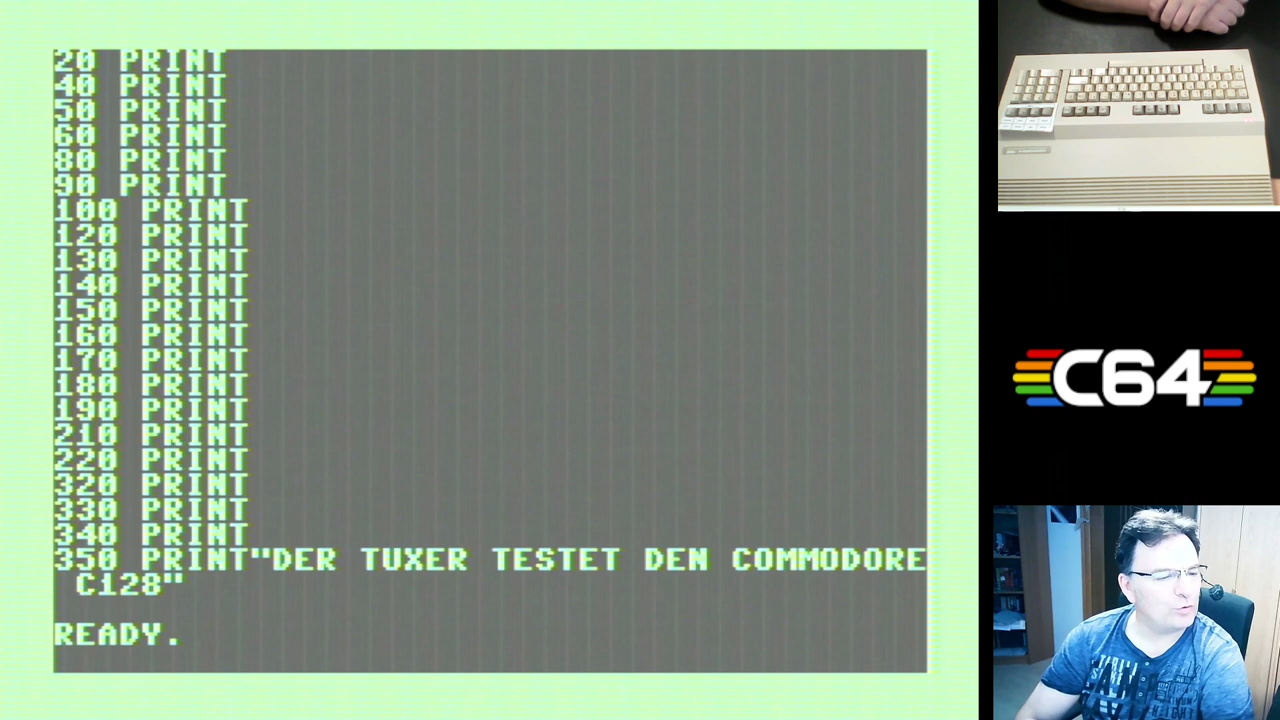 20 PRINT
40 PRINT
50 PRINT
60 PRINT
80 PRINT
90 PRINT
100 PRINT
120 PRINT
130 PRINT
140 PRINT
150 PRINT
160 PRINT
170 PRINT
180 PRINT
190 PRINT
210 PRINT
220 PRINT
320 PRINT
330 PRINT
340 PRINT
350 PRINT"DER TUXER TESTET DEN COMMODORE
C128"
READY.
C64